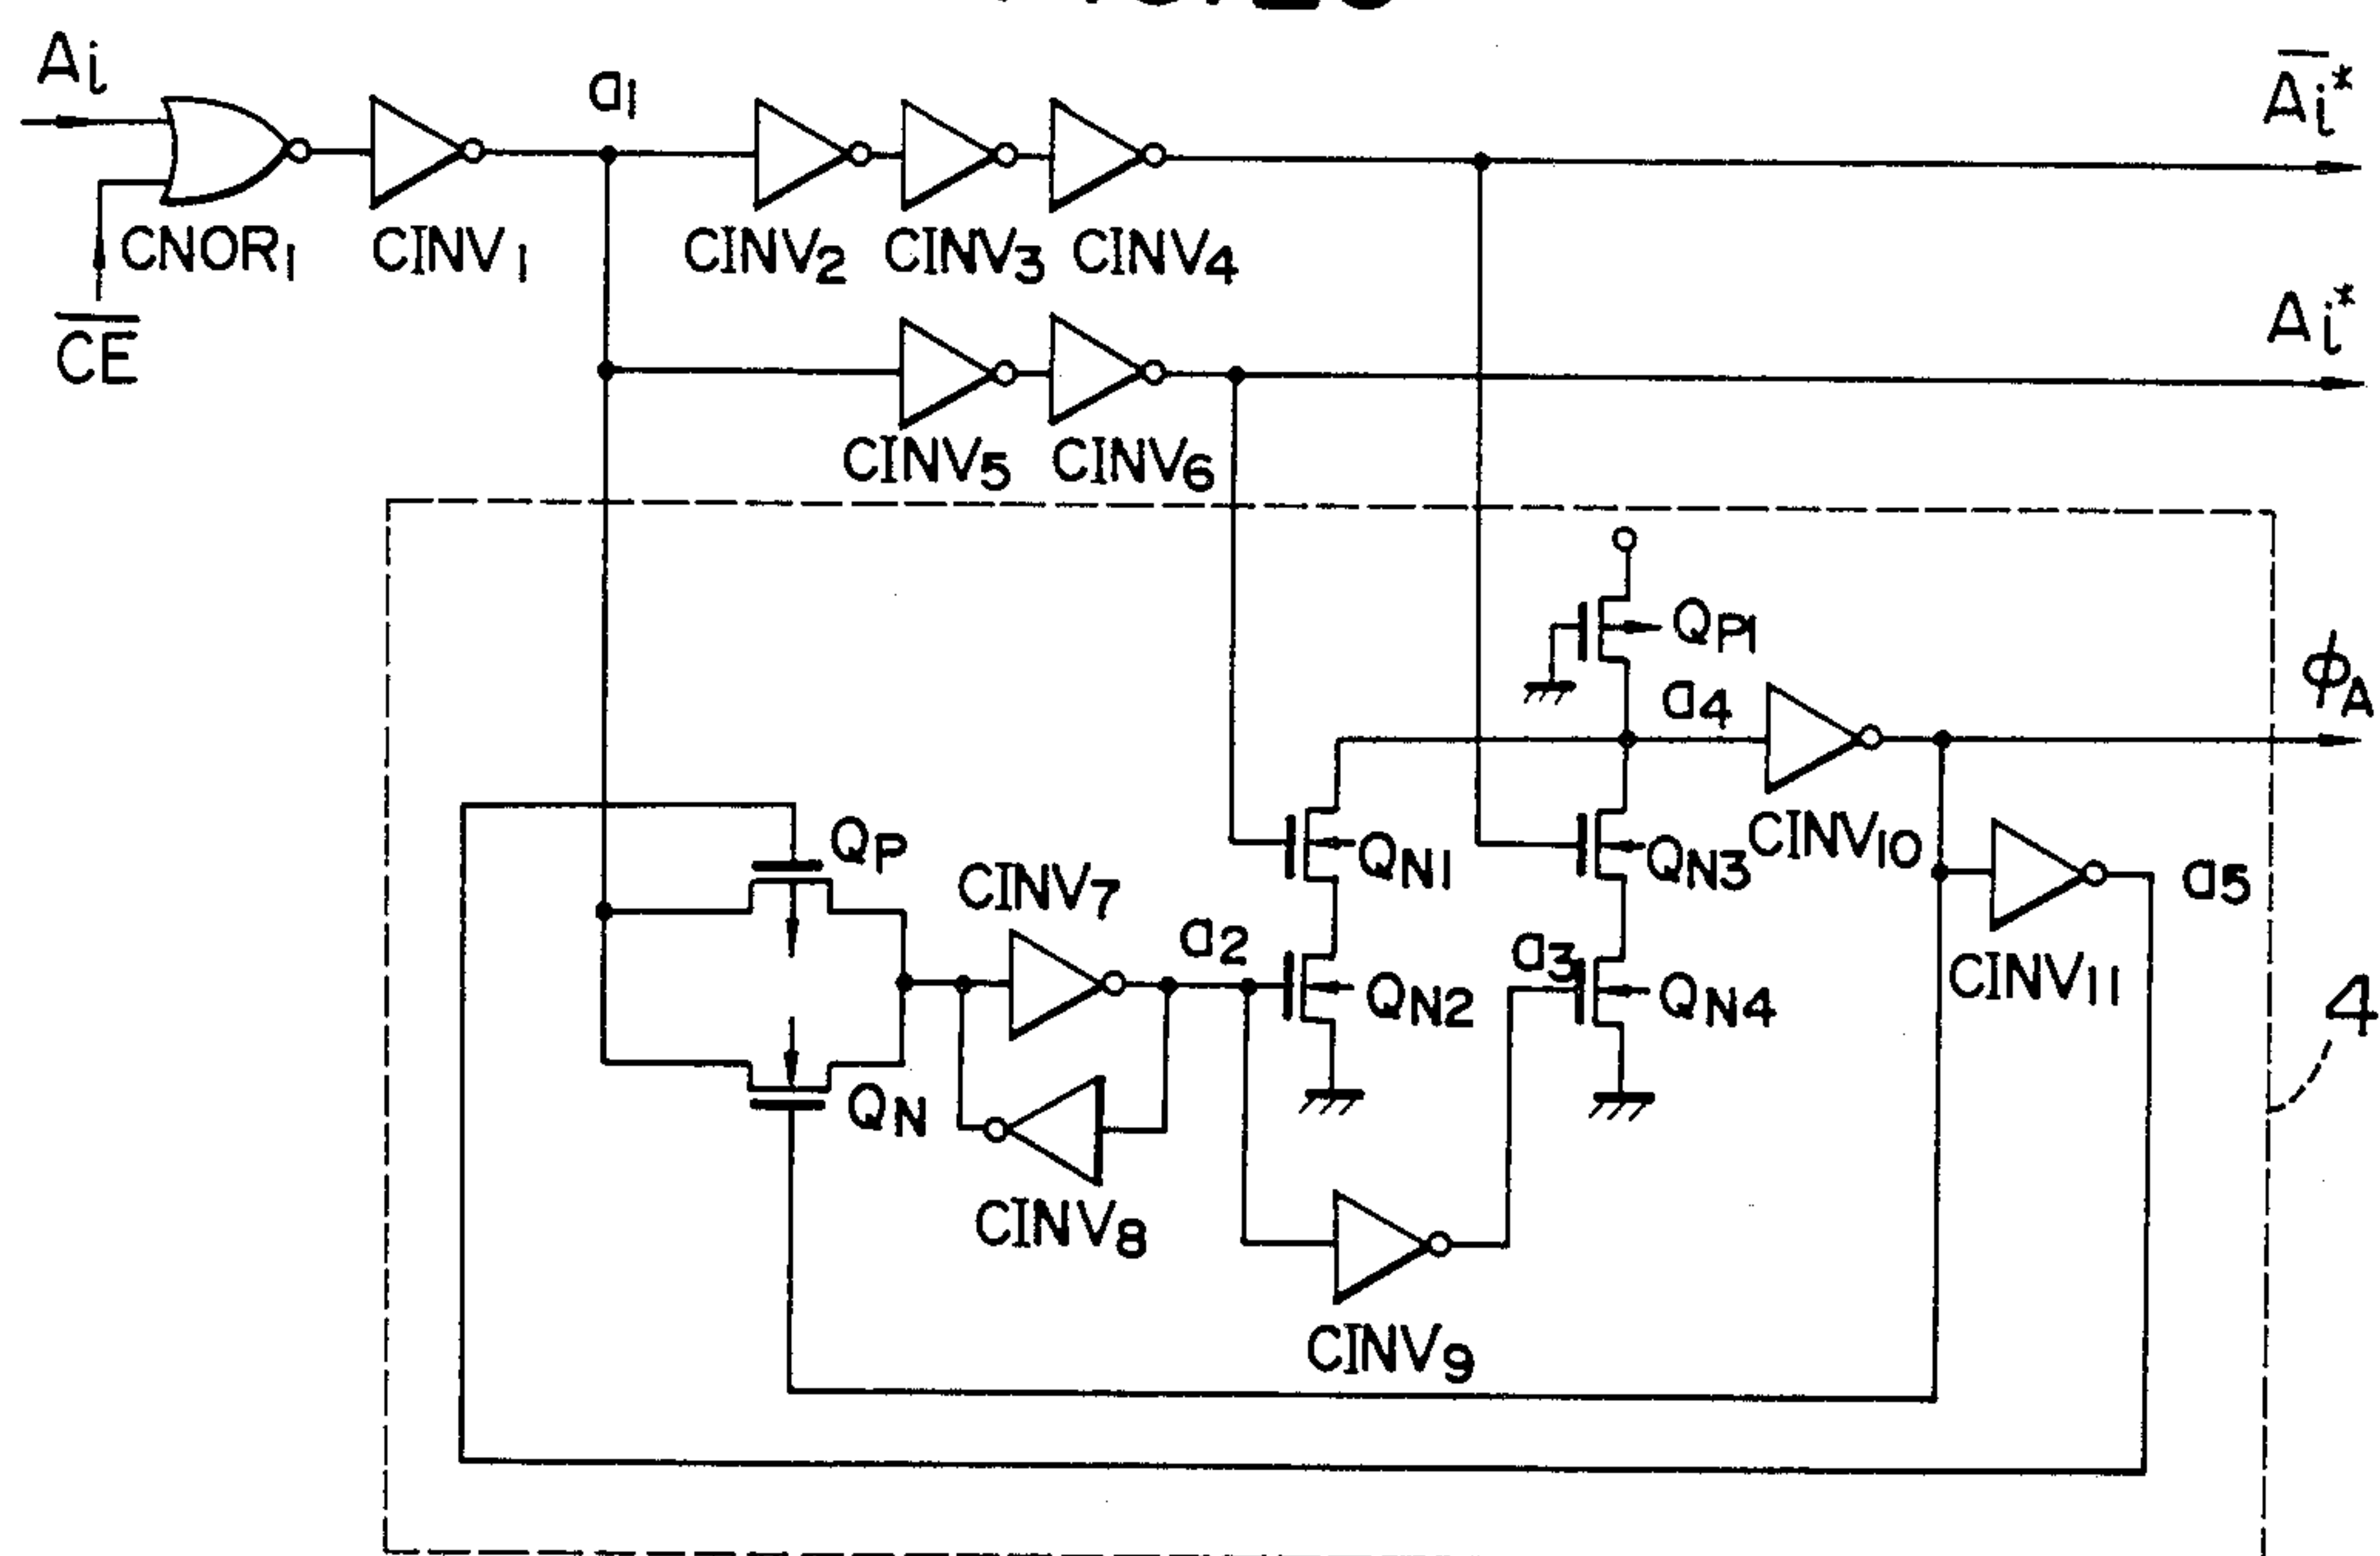 Ai
a1
Ai*
CNOR1
CINV1
CINV2
CINV3
CINV4
CE
Ai*
CINV5
CINV6
QP1
a4
ϕA
QP
CINV7
QN1
QN3
CINV10
a5
a2
a3
QN2
QN4
CINV11
4
QN
CINV8
CINV9